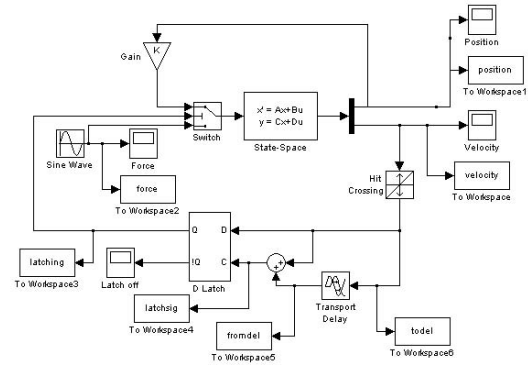 Position
K
Gain
position
To Workspace1
x' = Ax+Bu
y = Cx+Du
State-Space
Switch
Velocity
Sine Wave
Force
Hit
Crossing
velocity
To Workspace
force
To Workspace2
Q
D
!Q
C
D Latch
latching
To Workspace3
Latch off
+
+
Transport
Delay
latchsig
To Workspace4
fromdel
To Workspace5
todel
To Workspace6